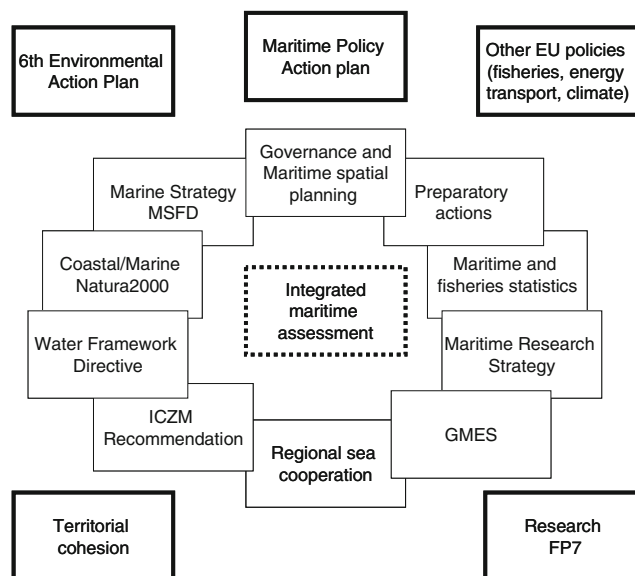 6th Environmental
Action Plan
Maritime Policy
Action plan
Other EU policies
(fisheries, energy
transport, climate)
Governance and
Maritime spatial
planning
Marine Strategy
MSFD
Preparatory
actions
Coastal/Marine
Natura2000
Maritime and
fisheries statistics
Integrated
maritime
assessment
Water Framework
Directive
Maritime Research
Strategy
ICZM
Recommendation
GMES
Regional sea
cooperation
Territorial
cohesion
Research
FP7